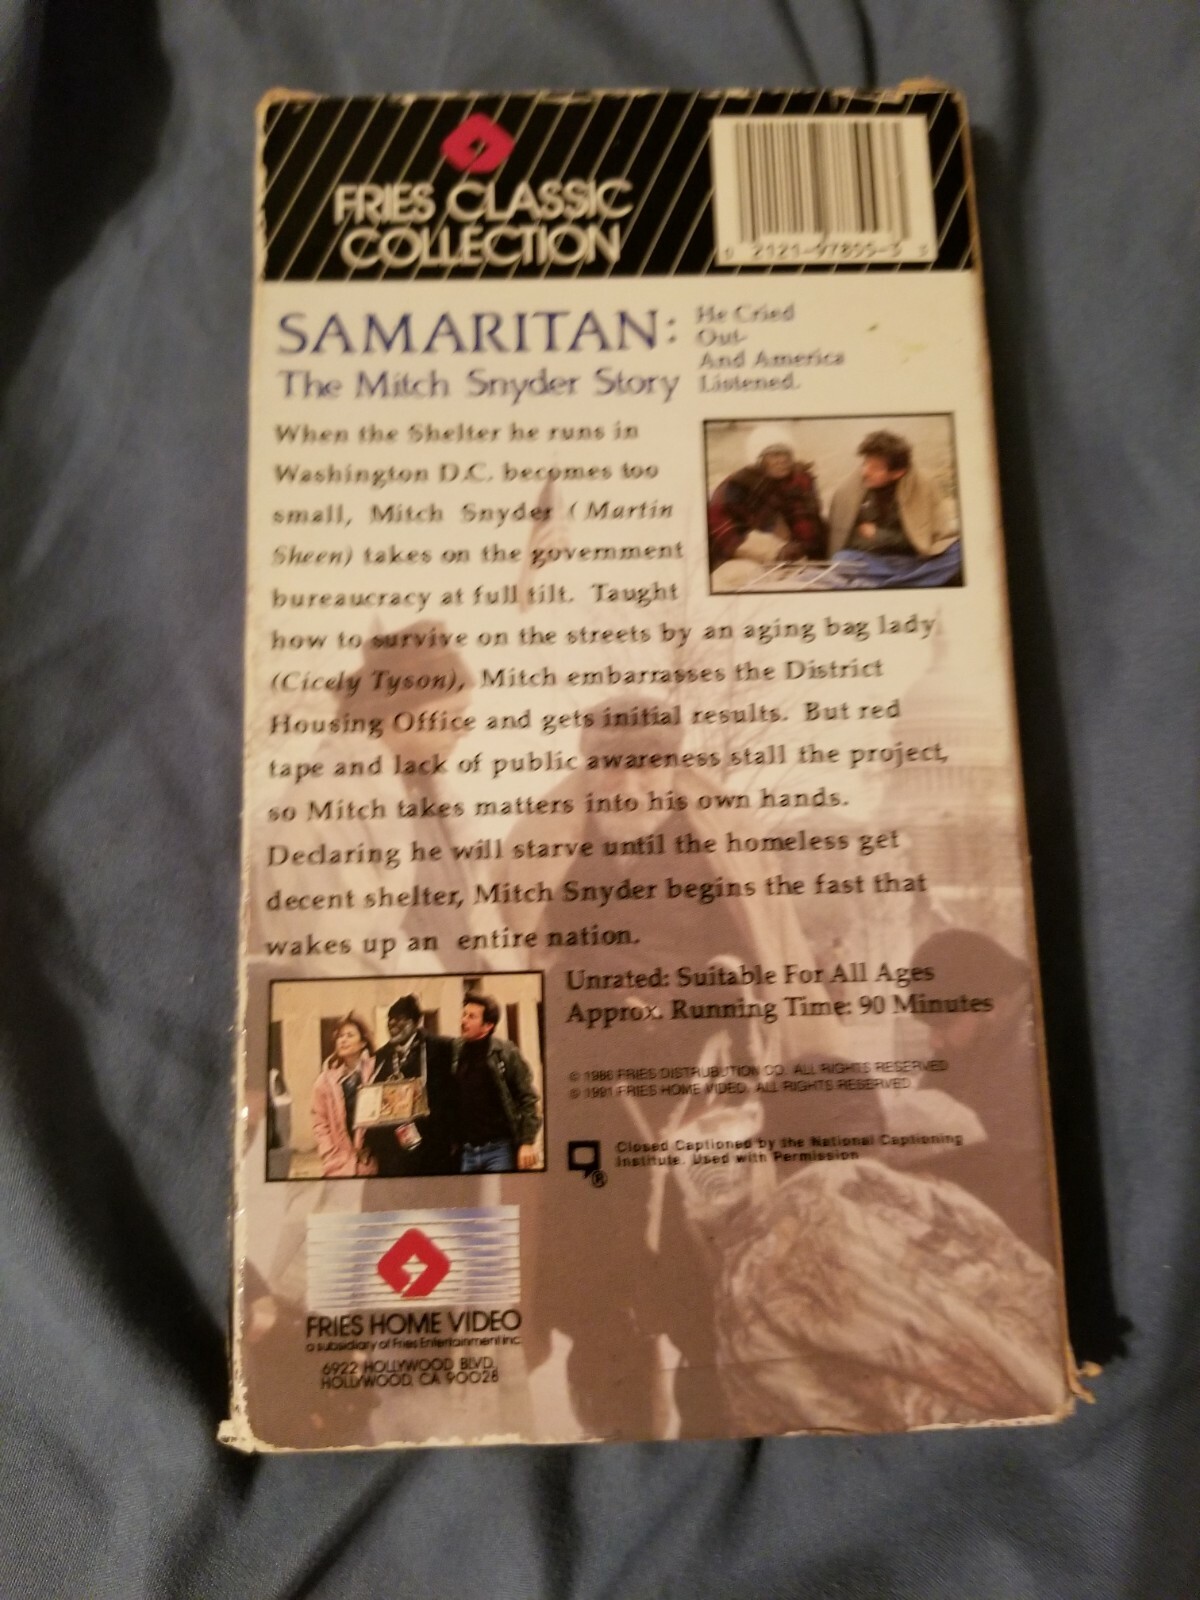 FRIES CLASSIC
COLLECTION
SAMARITAN:
The Mitch Snyder Story
He Cried
Out-
And America
Listened.
When the Shelter he runs in
Washington D.C. becomes too
small, Mitch Snyder (Martin
Sheen) takes on the government
bureaucracy at full tilt. Taught
how to survive on the streets by an aging bag lady
(Cicely Tyson), Mitch embarrasses the District
Housing Office and gets initial results. But red
tape and lack of public awareness stall the project,
so Mitch takes matters into his own hands.
Declaring he will starve until the homeless get
decent shelter, Mitch Snyder begins the fast that
wakes up an entire nation.
Unrated: Suitable For All Ages
Approx. Running Time: 90 Minutes
© 1986 FRIES DISTRUBUTION CO. ALL RIGHTS RESERVED
© 1991 FRIES HOME VIDEO. ALL RIGHTS RESERVED
Closed Captioned by the National Captioning
Institute. Used with Permission
®
FRIES HOME VIDEO
a subsidiary of Fries Entertainment Inc.
6922 HOLLYWOOD BLVD.
HOLLYWOOD, CA 90028